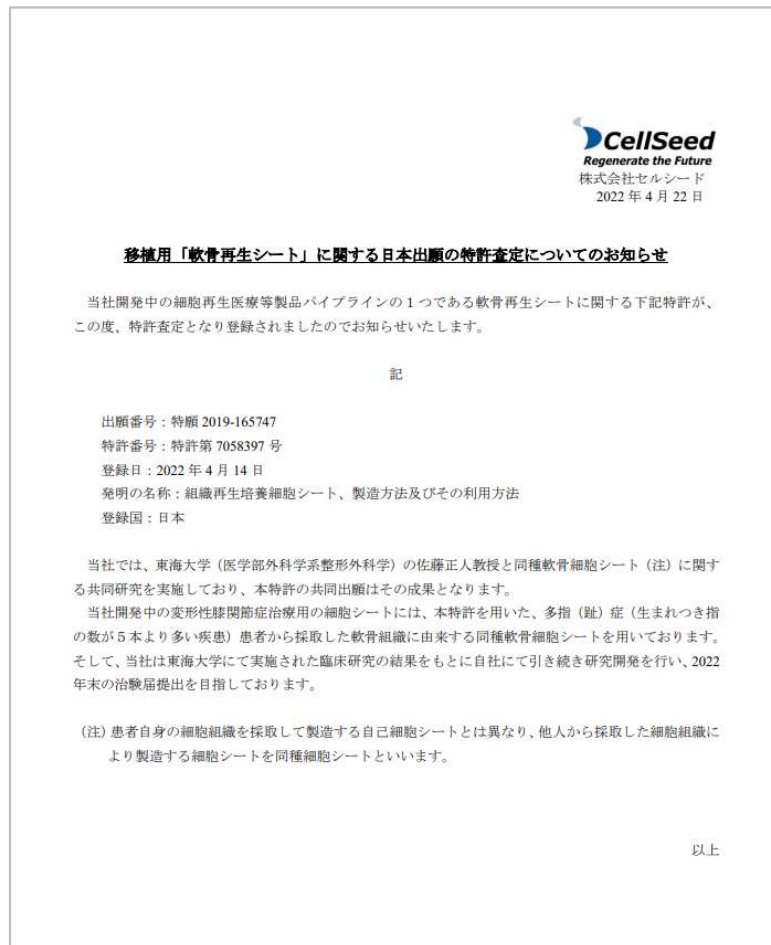 CellSeed
Regenerate the Future
株式会社セルシード
2022 年 4 月 22 日
移植用「軟骨再生シート」に関する日本出願の特許査定についてのお知らせ
当社開発中の細胞再生医療等製品パイプラインの 1 つである軟骨再生シートに関する下記特許が、
この度、特許査定となり登録されましたのでお知らせいたします。
記
出願番号：特願 2019-165747
特許番号：特許第 7058397 号
登録日：2022 年 4 月 14 日
発明の名称：組織再生培養細胞シート、製造方法及びその利用方法
登録国：日本
当社では、東海大学（医学部外科学系整形外科学）の佐藤正人教授と同種軟骨細胞シート（注）に関す
る共同研究を実施しており、本特許の共同出願はその成果となります。
当社開発中の変形性膝関節症治療用の細胞シートには、本特許を用いた、多指（趾）症（生まれつき指
の数が 5 本より多い疾患）患者から採取した軟骨組織に由来する同種軟骨細胞シートを用いております。
そして、当社は東海大学にて実施された臨床研究の結果をもとに自社にて引き続き研究開発を行い、2022
年末の治験届提出を目指しております。
（注）患者自身の細胞組織を採取して製造する自己細胞シートとは異なり、他人から採取した細胞組織に
より製造する細胞シートを同種細胞シートといいます。
以上